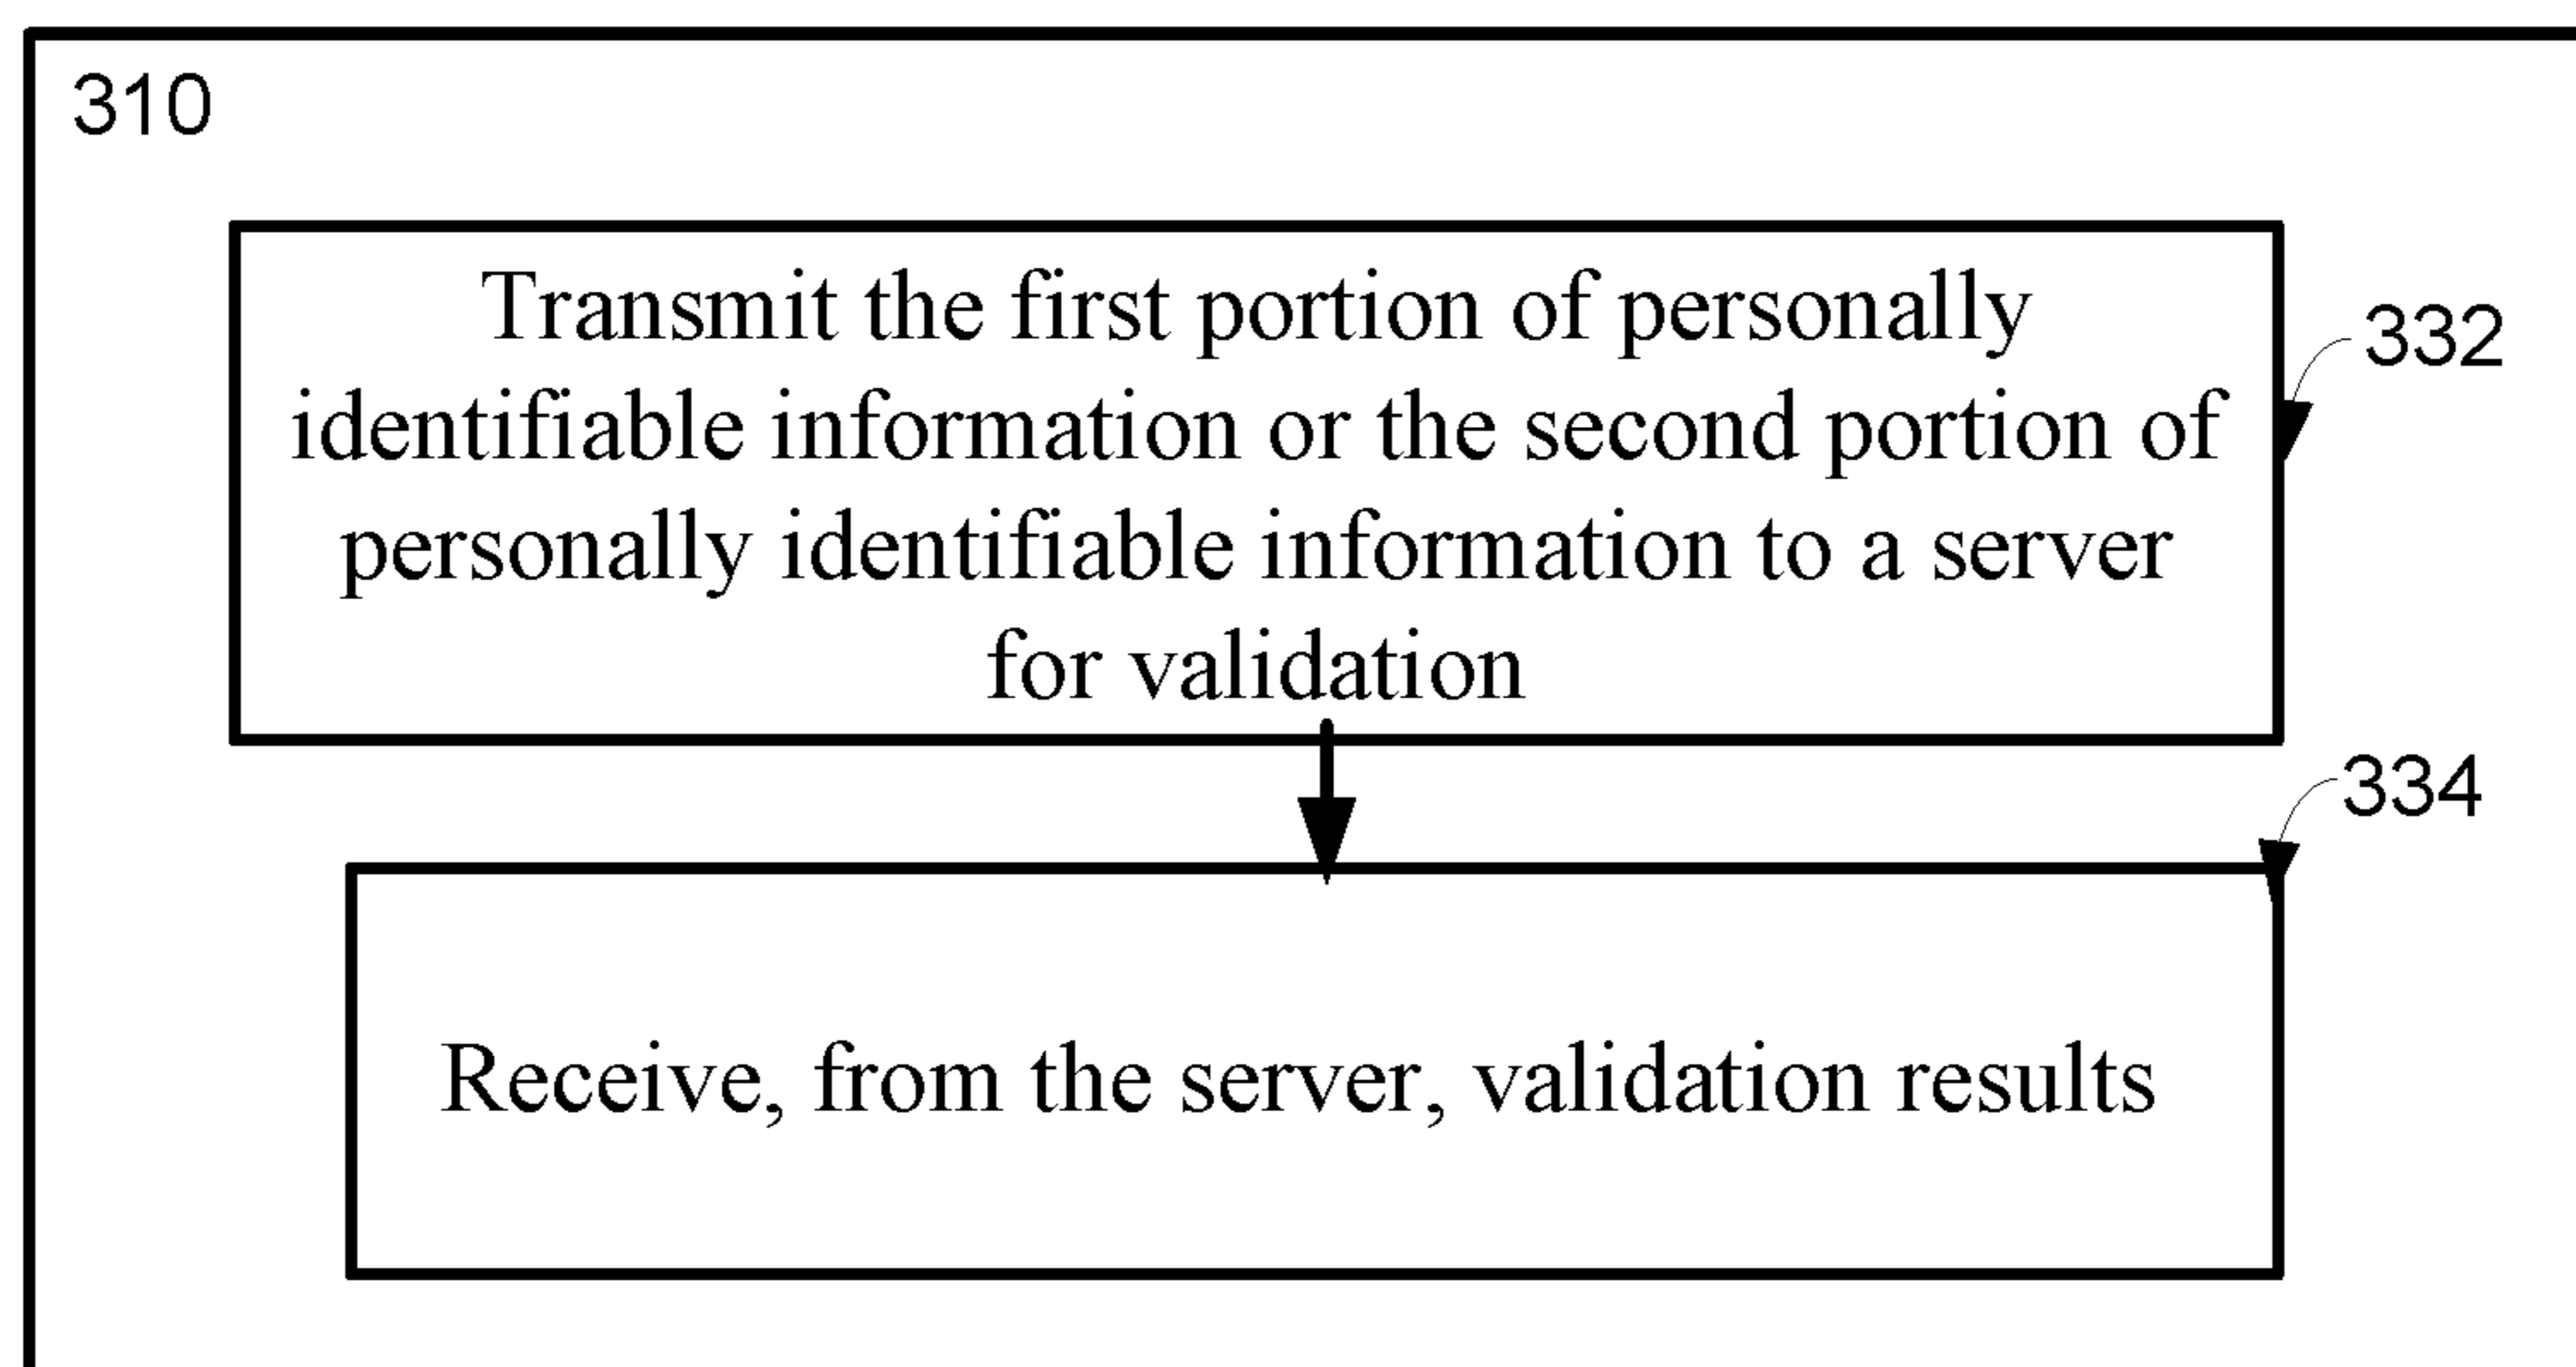 310
Transmit the first portion of personally
identifiable information or the second portion of
personally identifiable information to a server
for validation
332
334
Receive, from the server, validation results